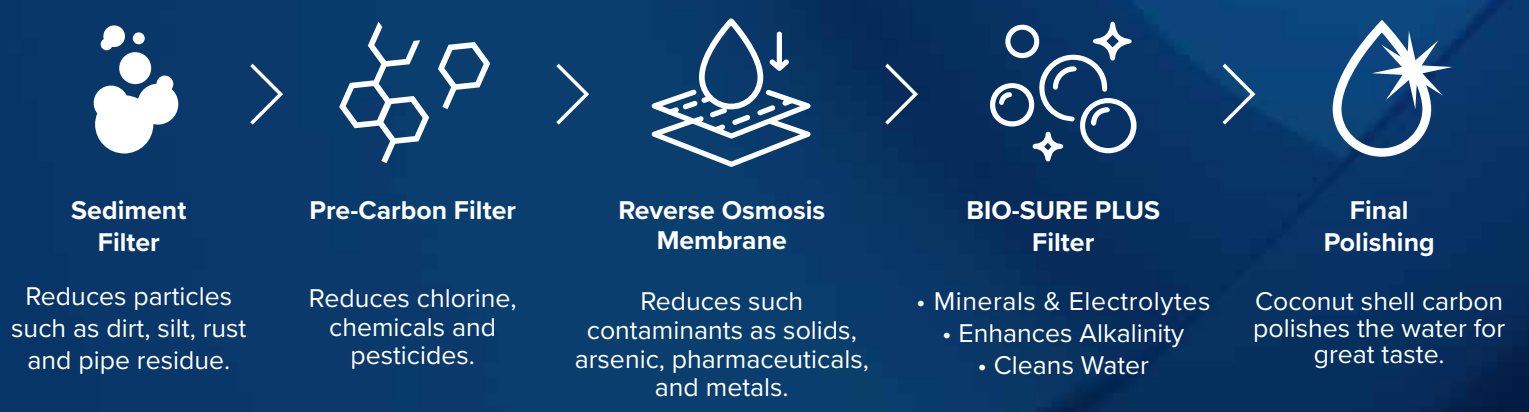 Sediment
Filter
Reduces particles
such as dirt, silt, rust
and pipe residue.
Pre-Carbon Filter
Reduces chlorine,
chemicals and
pesticides.
Reverse Osmosis
Membrane
Reduces such
contaminants as solids,
arsenic, pharmaceuticals,
and metals.
BIO-SURE PLUS
Filter
• Minerals & Electrolytes
• Enhances Alkalinity
• Cleans Water
Final
Polishing
Coconut shell carbon
polishes the water for
great taste.